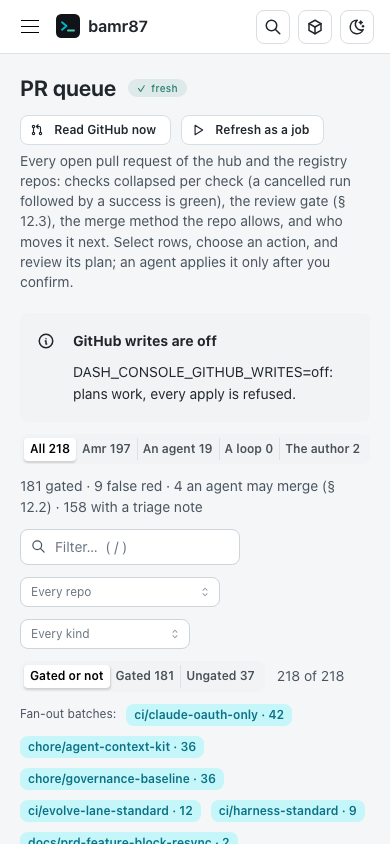 bamr87
PR queue
fresh
Read GitHub now
Refresh as a job
Every open pull request of the hub and the registry
repos: checks collapsed per check (a cancelled run
followed by a success is green), the review gate (§
12.3), the merge method the repo allows, and who
moves it next. Select rows, choose an action, and
review its plan; an agent applies it only after you
confirm.
GitHub writes are off
DASH_CONSOLE_GITHUB_WRITES=off:
plans work, every apply is refused.
All 218 Amr 197 An agent 19 A loop 0 The author 2
181 gated · 9 false red · 4 an agent may merge (§
12.2) · 158 with a triage note
Filter... ( / )
Every repo
Every kind
Gated or not Gated 181 Ungated 37 218 of 218
Fan-out batches: ci/claude-oauth-only · 42
chore/agent-context-kit · 36
chore/governance-baseline · 36
ci/evolve-lane-standard · 12 ci/harness-standard · 9
docs/prd-feature-block-resync · 2